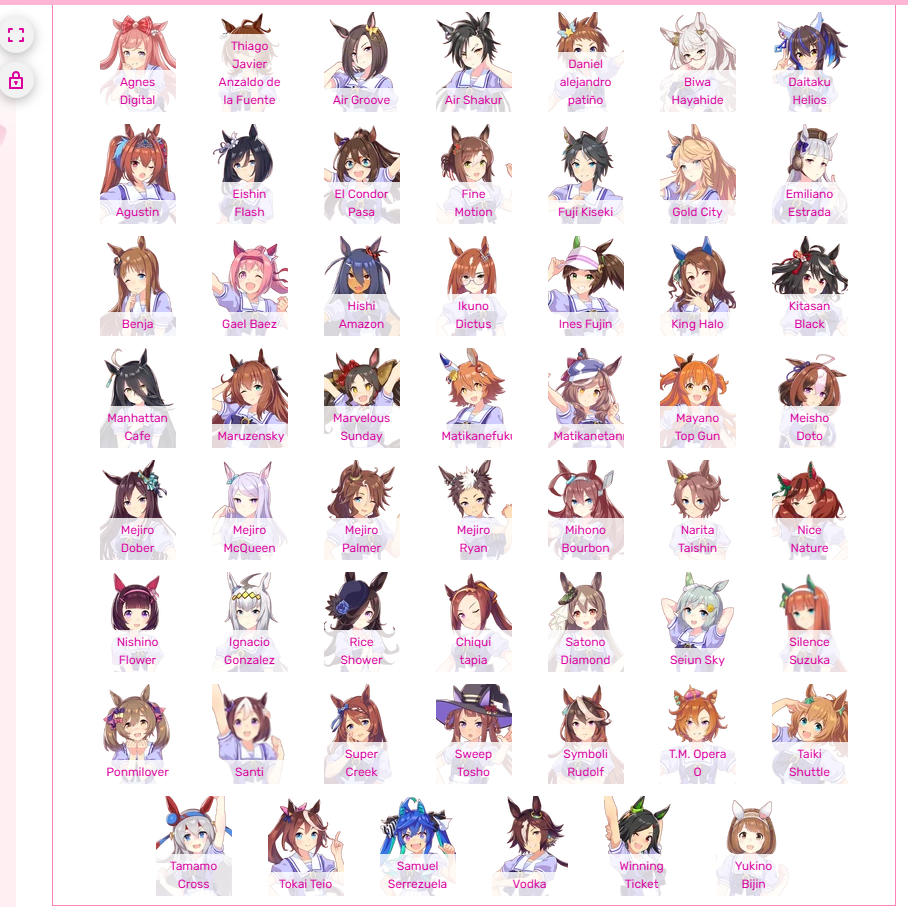 Agnes
Digital
Thiago
Javier
Anzaldo de
la Fuente
Air Groove
Air Shakur
Daniel
alejandro
patiño
Biwa
Hayahide
Daitaku
Helios
Agustin
Eishin
Flash
El Condor
Pasa
Fine
Motion
Fuji Kiseki
Gold City
Emiliano
Estrada
Benja
Gael Baez
Hishi
Amazon
Ikuno
Dictus
Ines Fujin
King Halo
Kitasan
Black
Manhattan
Cafe
Maruzensky
Marvelous
Sunday
Matikanefuku
Matikanetann
Mayano
Top Gun
Meisho
Doto
Mejiro
Dober
Mejiro
McQueen
Mejiro
Palmer
Mejiro
Ryan
Mihono
Bourbon
Narita
Taishin
Nice
Nature
Nishino
Flower
Ignacio
Gonzalez
Rice
Shower
Chiqui
tapia
Satono
Diamond
Seiun Sky
Silence
Suzuka
Ponmilover
Santi
Super
Creek
Sweep
Tosho
Symboli
Rudolf
T.M. Opera
O
Taiki
Shuttle
Tamamo
Cross
Tokai Teio
Samuel
Serrezuela
Vodka
Winning
Ticket
Yukino
Bijin